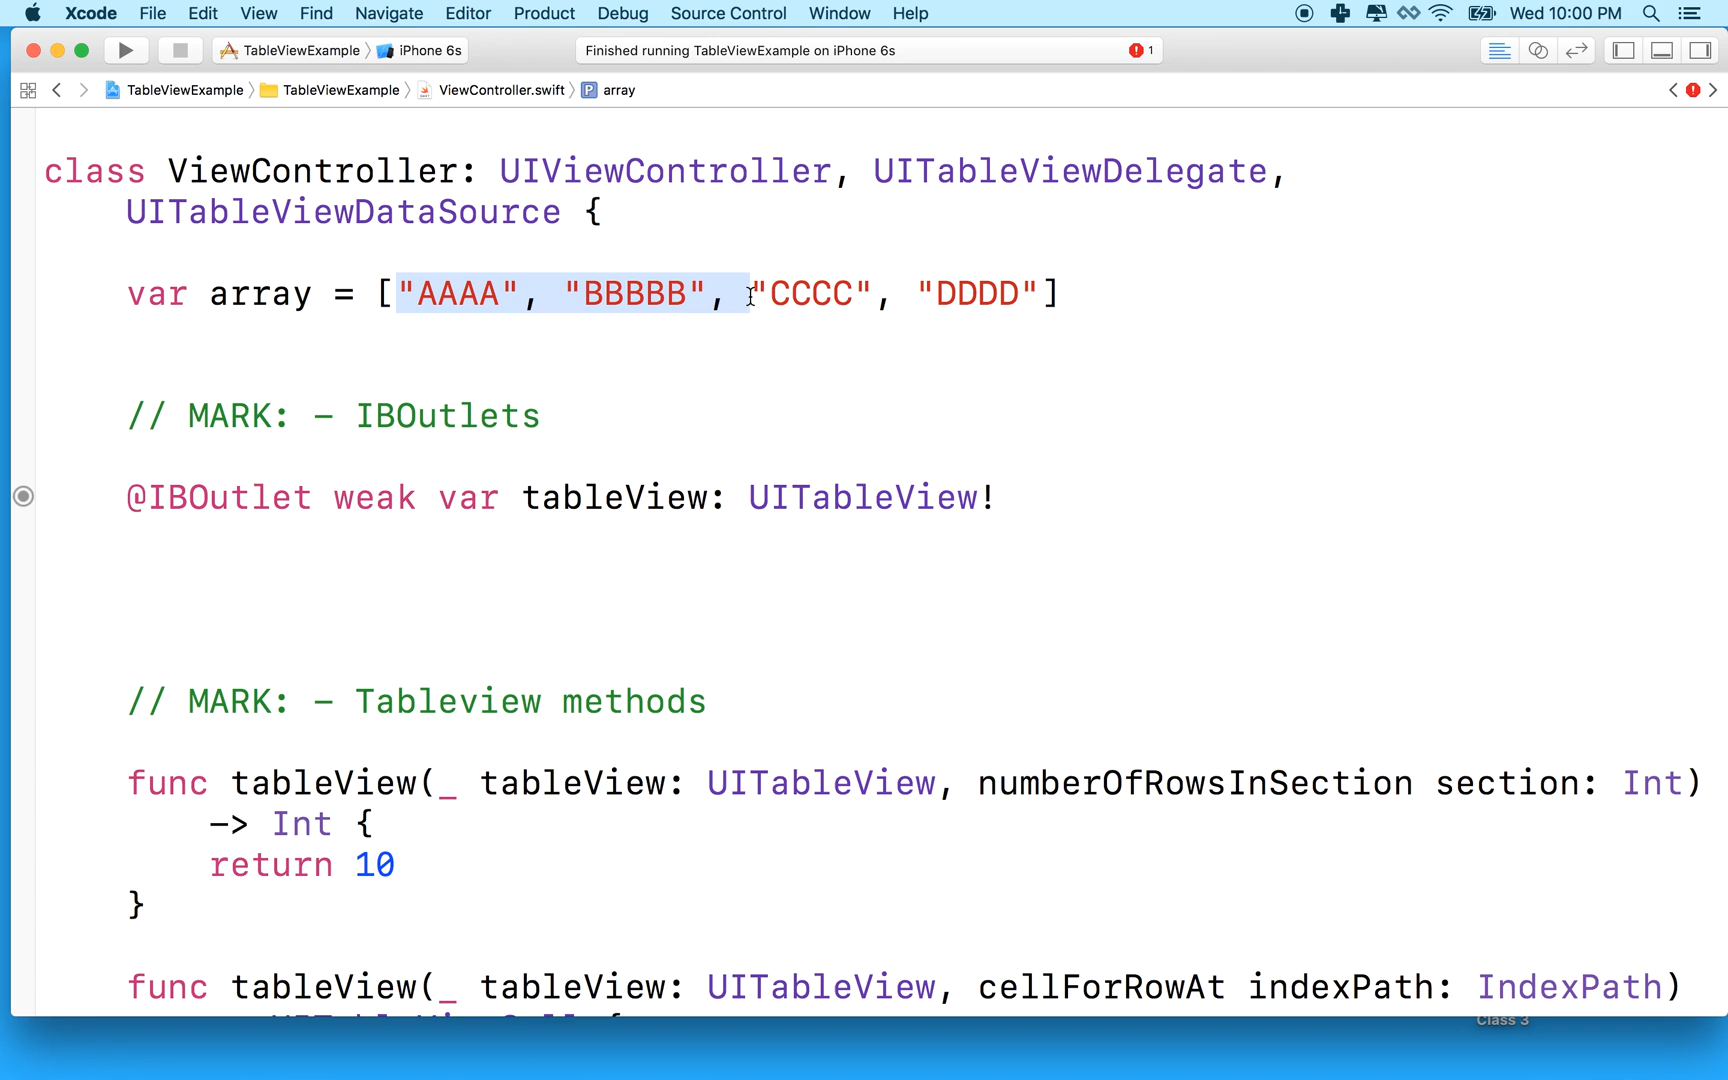 Xcode File Edit View Find Navigate Editor Product Debug Source Control Window Help Wed 10:00 PM
TableViewExample iPhone 6s Finished running TableViewExample on iPhone 6s 1
TableViewExample TableViewExample ViewController.swift P array
class ViewController: UIViewController, UITableViewDelegate,
UITableViewDataSource {
var array = ["AAAA", "BBBBB", "CCCC", "DDDD"]
// MARK: - IBOutlets
@IBOutlet weak var tableView: UITableView!
// MARK: - Tableview methods
func tableView(_ tableView: UITableView, numberOfRowsInSection section: Int)
-> Int {
return 10
}
func tableView(_ tableView: UITableView, cellForRowAt indexPath: IndexPath)
Class 3